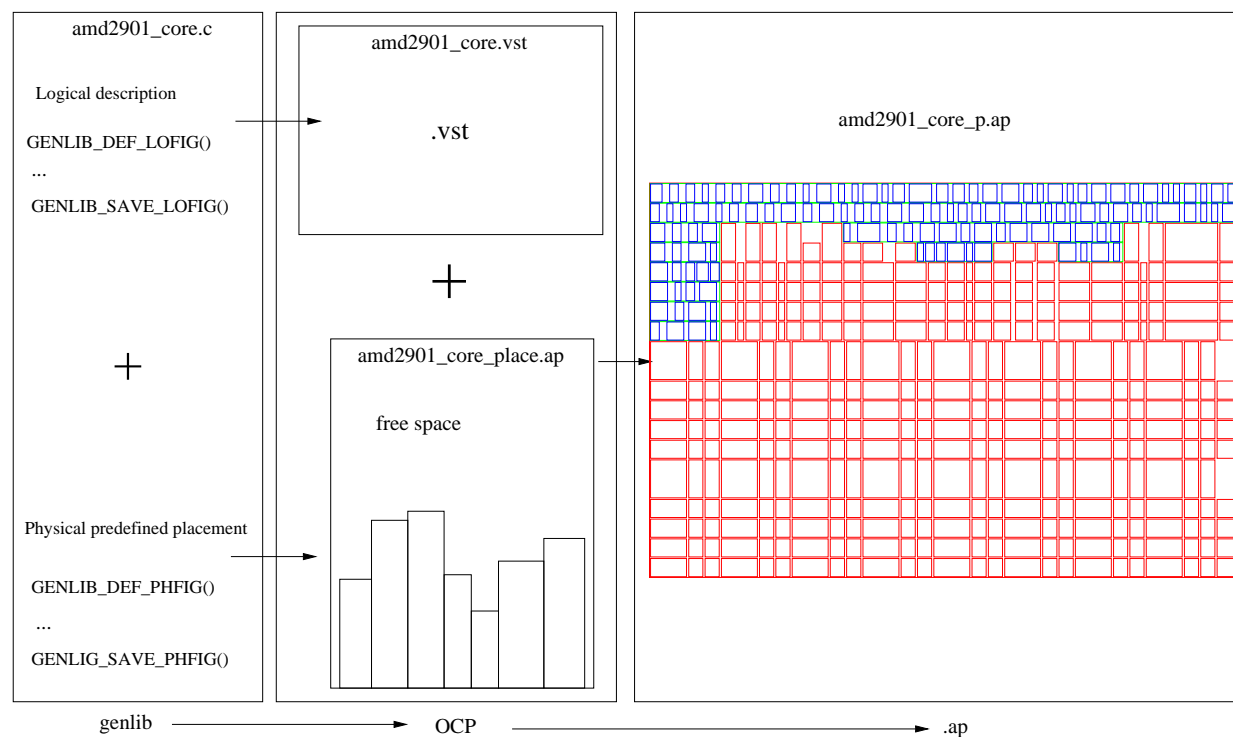 amd2901_core.c
Logical description
GENLIB_DEF_LOFIG()
...
GENLIB_SAVE_LOFIG()
+
Physical predefined placement
GENLIB_DEF_PHFIG()
...
GENLIG_SAVE_PHFIG()
amd2901_core.vst
.vst
+
amd2901_core_place.ap
free space
amd2901_core_p.ap
genlib
OCP
.ap